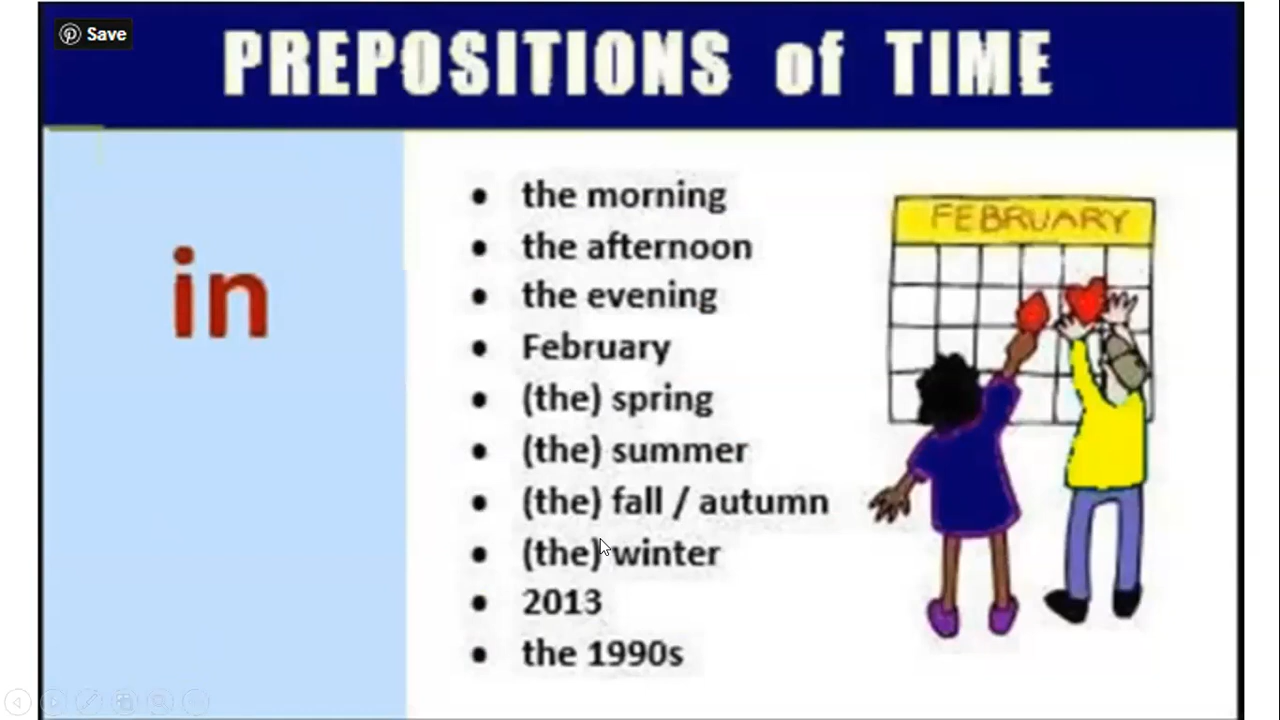 Save
PREPOSITIONS of TIME
in
• the morning
• the afternoon
• the evening
• February
• (the) spring
• (the) summer
• (the) fall / autumn
• (the) winter
• 2013
• the 1990s
FEBRUARY